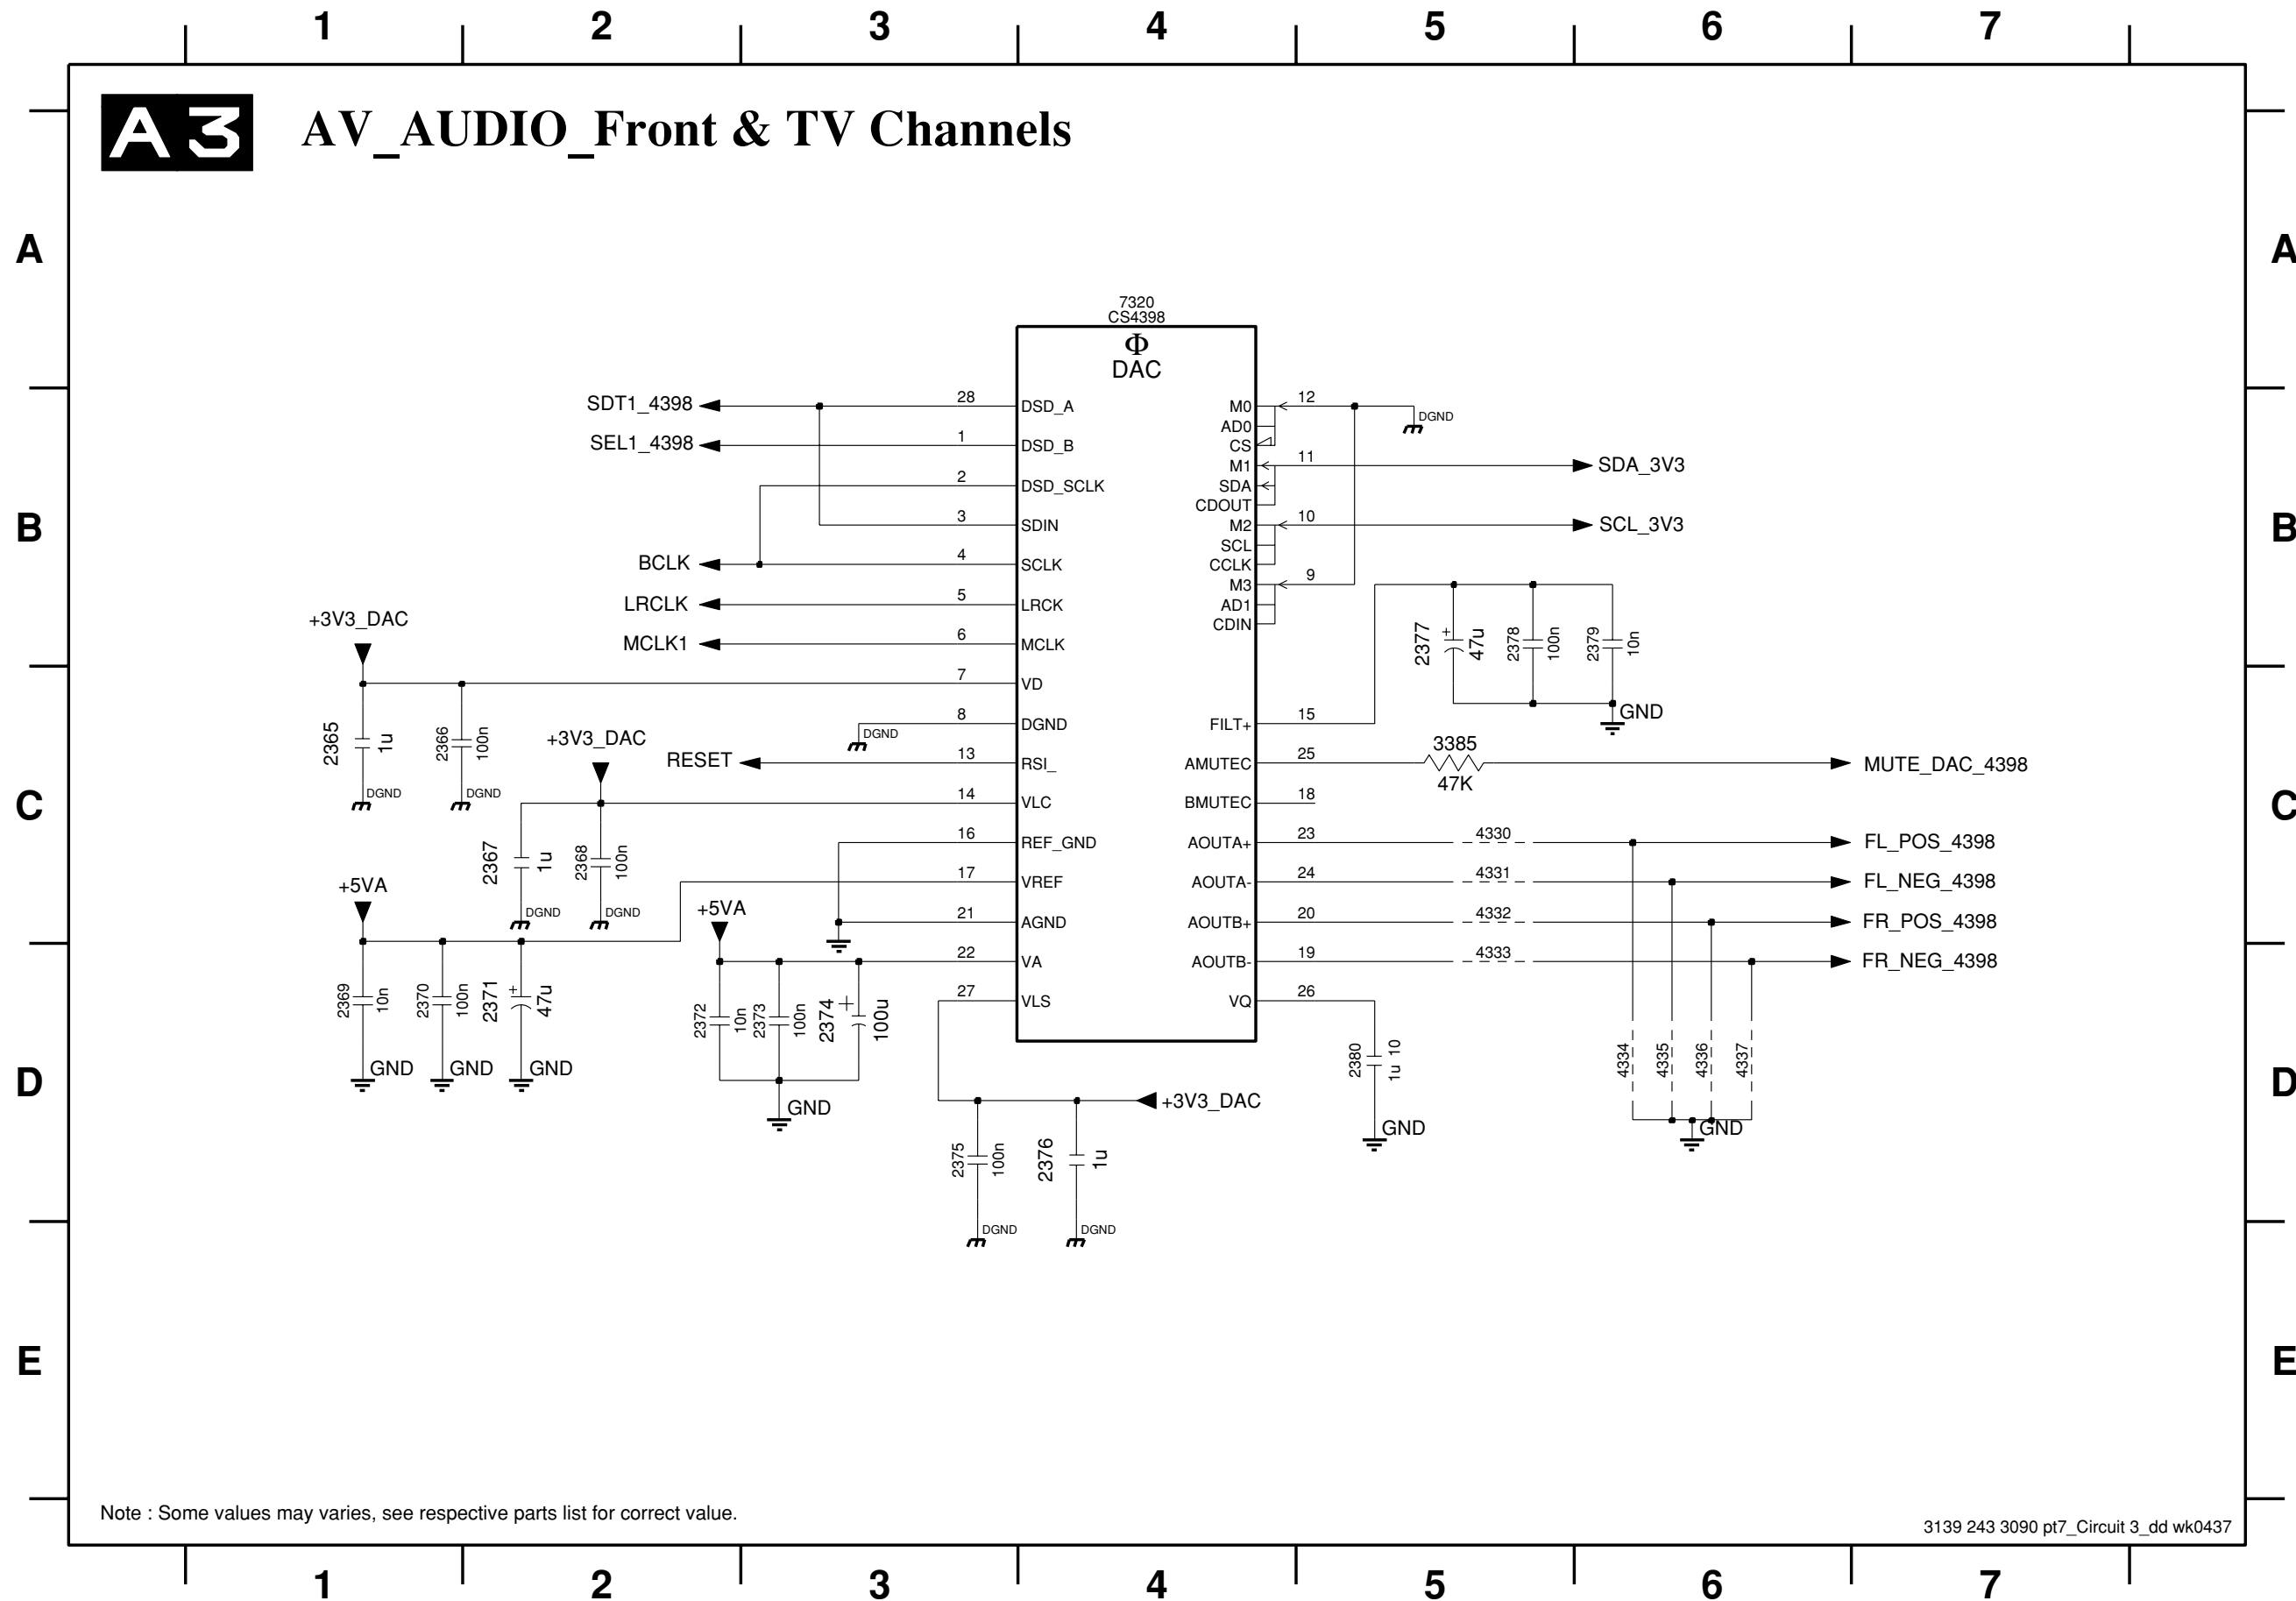 1 2 3 4 5 6 7
A3 AV_AUDIO_Front & TV Channels
A A
7320
CS4398
Φ
DAC
SDT1_4398 28 DSD_A M0 12 DGND
AD0
SEL1_4398 1 DSD_B CS
M1 11 SDA_3V3
2 DSD_SCLK SDA
CDOUT
B 3 SDIN M2 10 SCL_3V3 B
SCL
BCLK 4 SCLK CCLK
M3 9
LRCLK 5 LRCK AD1
+3V3_DAC CDIN
MCLK1 6 MCLK
2377 47u 2378 100n 2379 10n
7 VD
GND
8 DGND FILT+ 15
DGND
2365 1u 2366 100n +3V3_DAC
3385
RESET 13 RSI_ AMUTEC 25 MUTE_DAC_4398
47K
DGND DGND
C 14 VLC BMUTEC 18 C
16 REF_GND AOUTA+ 23 4330 FL_POS_4398
2367 1u 2368 100n
17 VREF AOUTA- 24 4331 FL_NEG_4398
+5VA
DGND DGND +5VA
21 AGND AOUTB+ 20 4332 FR_POS_4398
22 VA AOUTB- 19 4333 FR_NEG_4398
27 VLS VQ 26
2369 10n 2370 100n 2371 + 47u 2372 10n 2373 100n 2374 + 100u
2380 1u 10 4334 4335 4336 4337
GND GND GND
D D
GND +3V3_DAC
GND GND
2375 100n 2376 1u
DGND DGND
E E
Note : Some values may varies, see respective parts list for correct value.
3139 243 3090 pt7_Circuit 3_dd wk0437
1 2 3 4 5 6 7